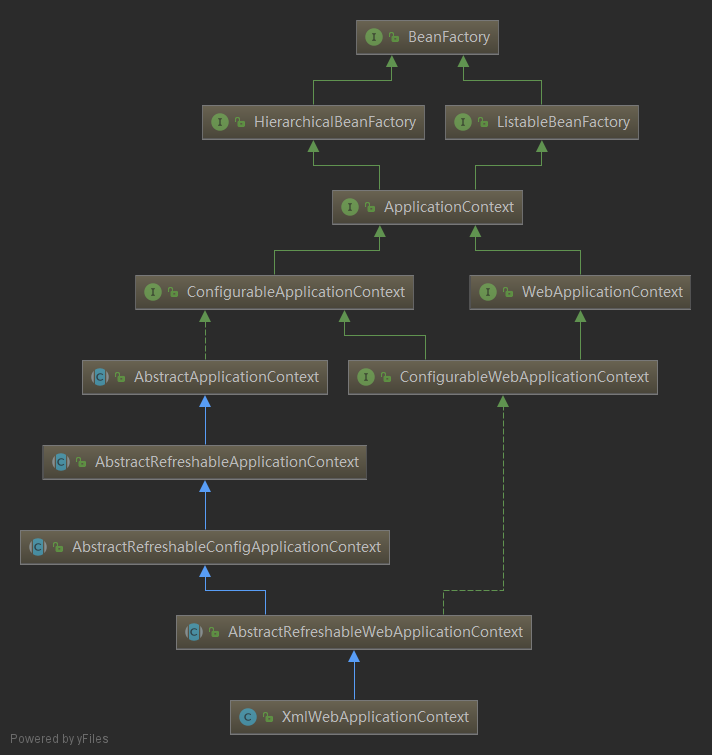 I BeanFactory
I HierarchicalBeanFactory
I ListableBeanFactory
I ApplicationContext
I ConfigurableApplicationContext
I WebApplicationContext
C AbstractApplicationContext
I ConfigurableWebApplicationContext
C AbstractRefreshableApplicationContext
C AbstractRefreshableConfigApplicationContext
C AbstractRefreshableWebApplicationContext
C XmlWebApplicationContext
Powered by yFiles